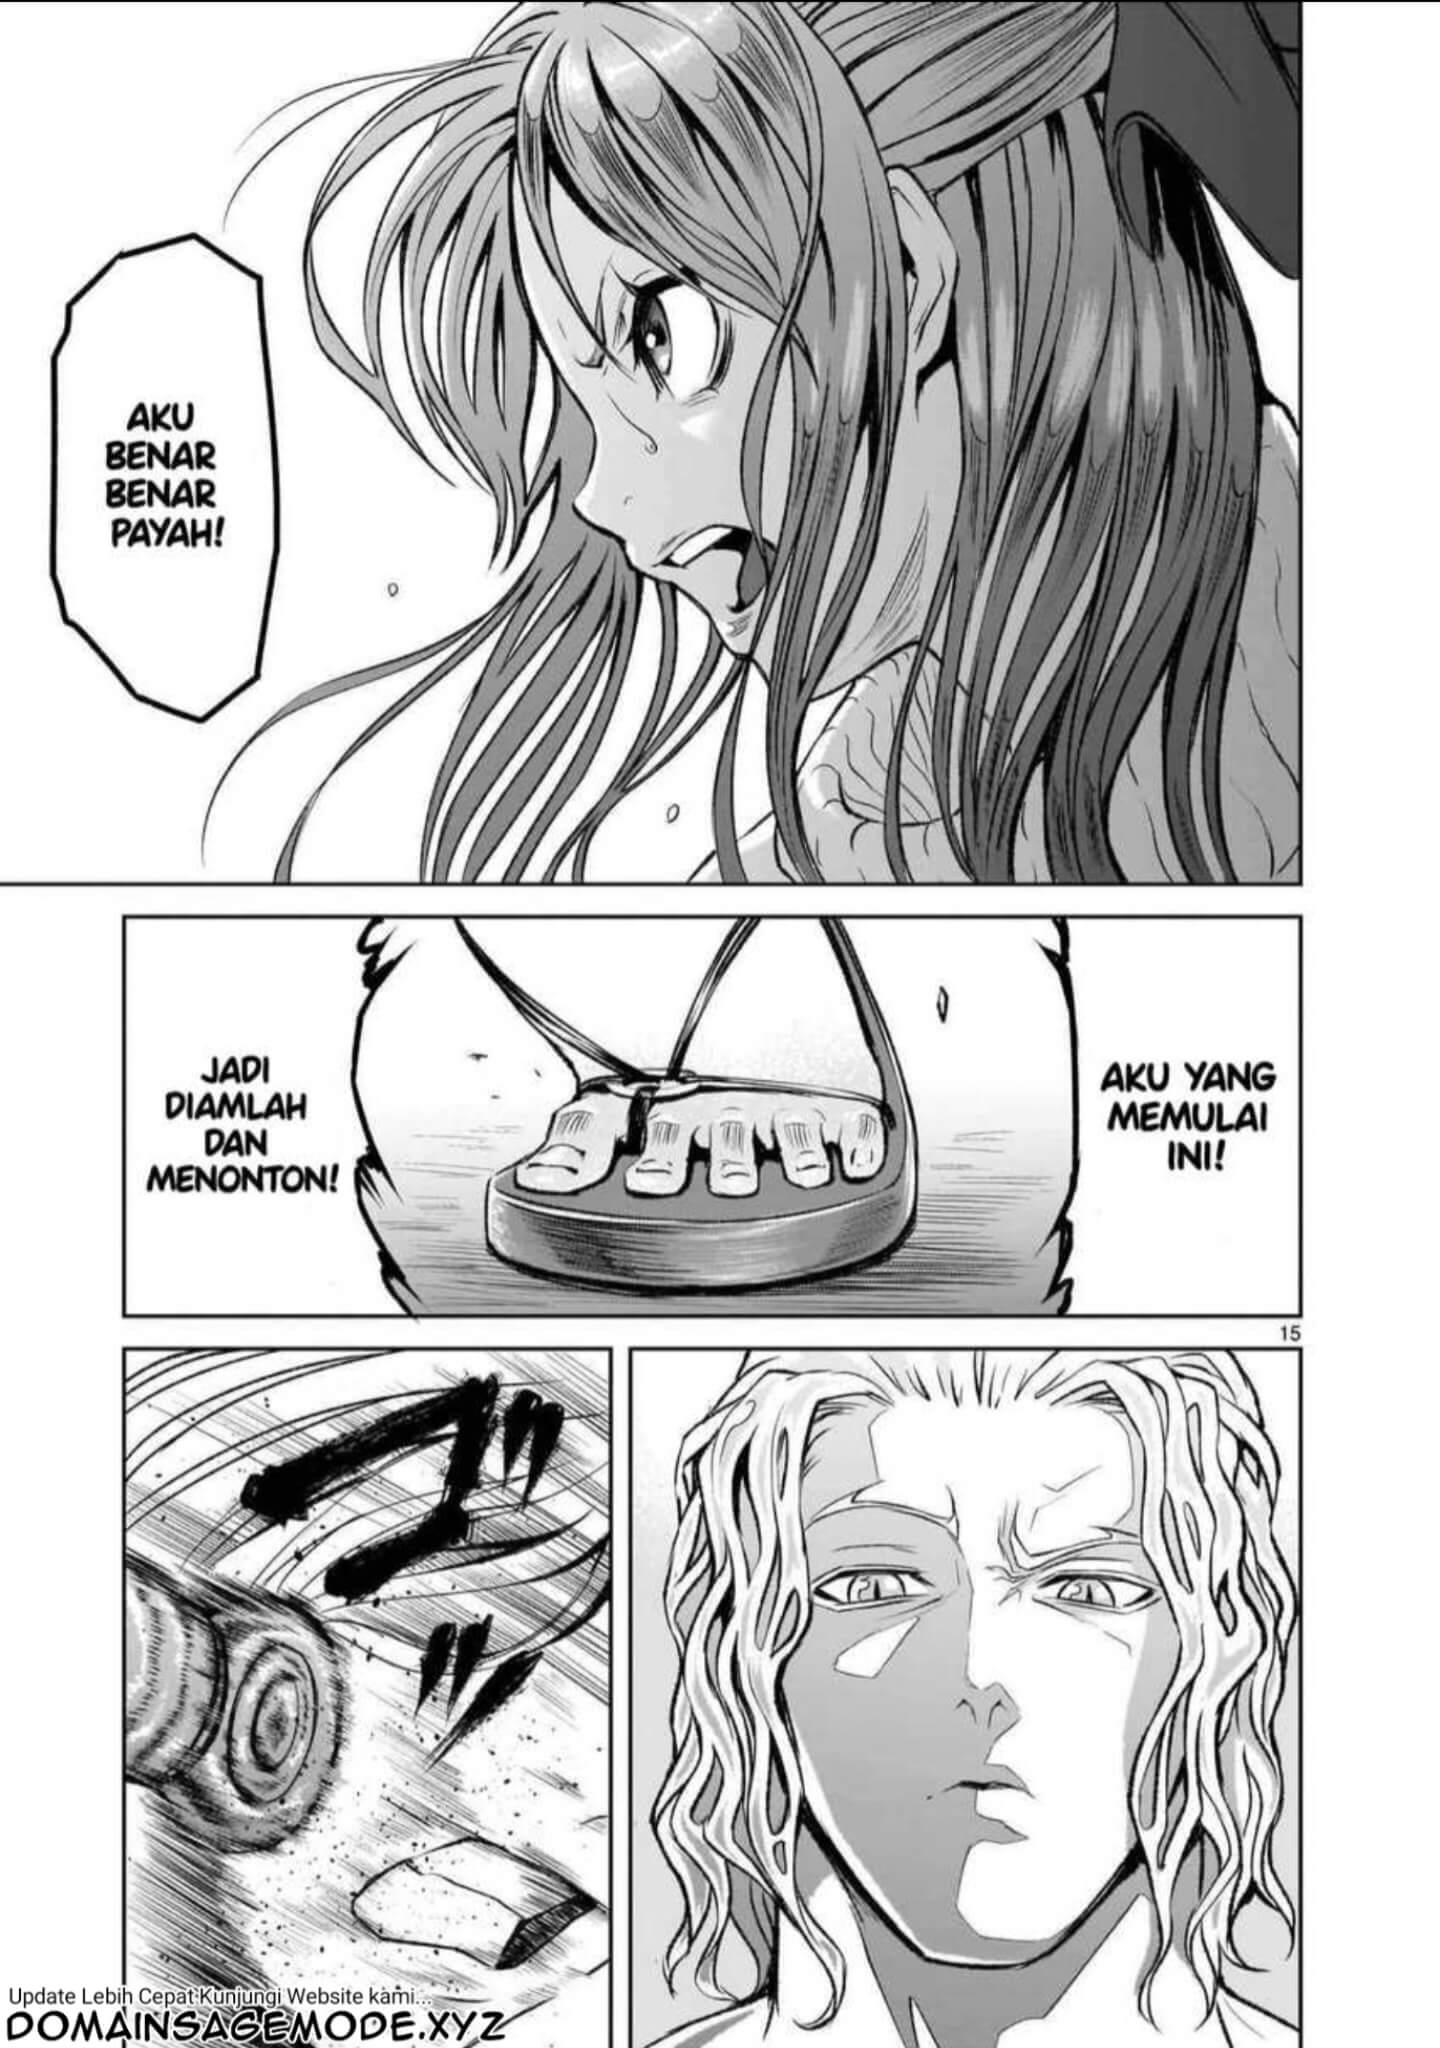 AKU
BENAR
BENAR
PAYAH!
AKU YANG
MEMULAI
INI!
JADI
DIAMLAH
DAN
MENONTON!
15
Update Lebih Cepat Kunjungi Website kami...
DOMAINSAGEMODE.XYZ